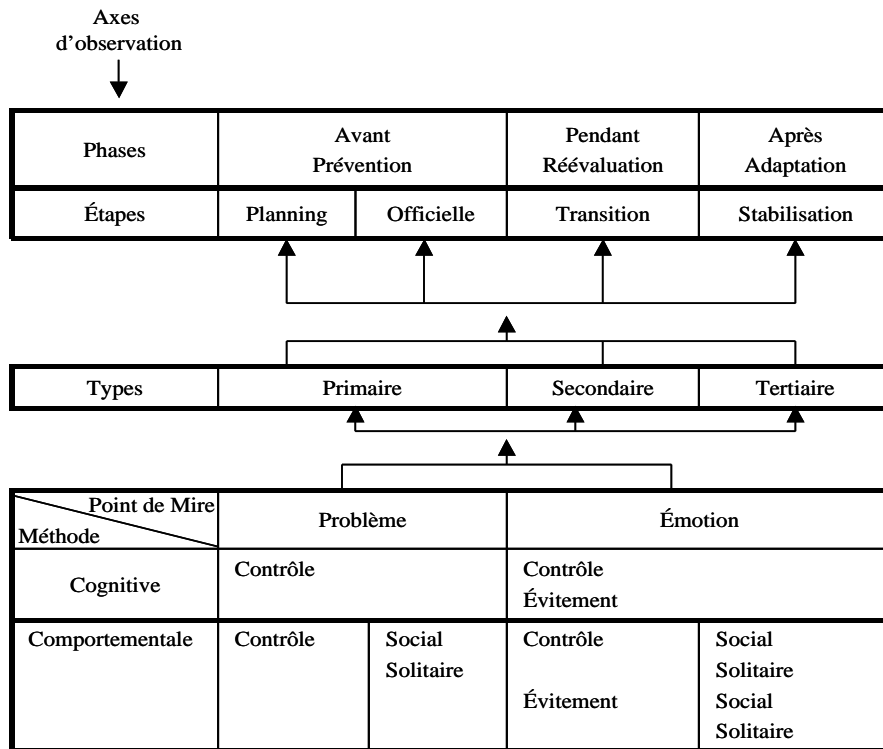 Axes
d'observation
Phases
Avant
Prévention
Pendant
Réévaluation
Après
Adaptation
Étapes
Planning
Officielle
Transition
Stabilisation
Types
Primaire
Secondaire
Tertiaire
Point de Mire
Méthode
Problème
Émotion
Cognitive
Contrôle
Contrôle
Évitement
Comportementale
Contrôle
Social
Solitaire
Contrôle
Évitement
Social
Solitaire
Social
Solitaire